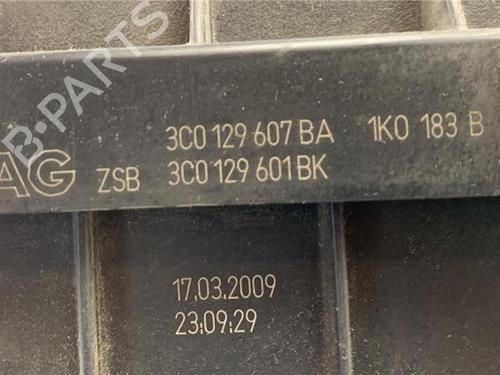 B-PARTS
3C0 129 607 BA 1K0 183 B
AG ZSB 3C0 129 601 BK
17.03.2009
23:09:29